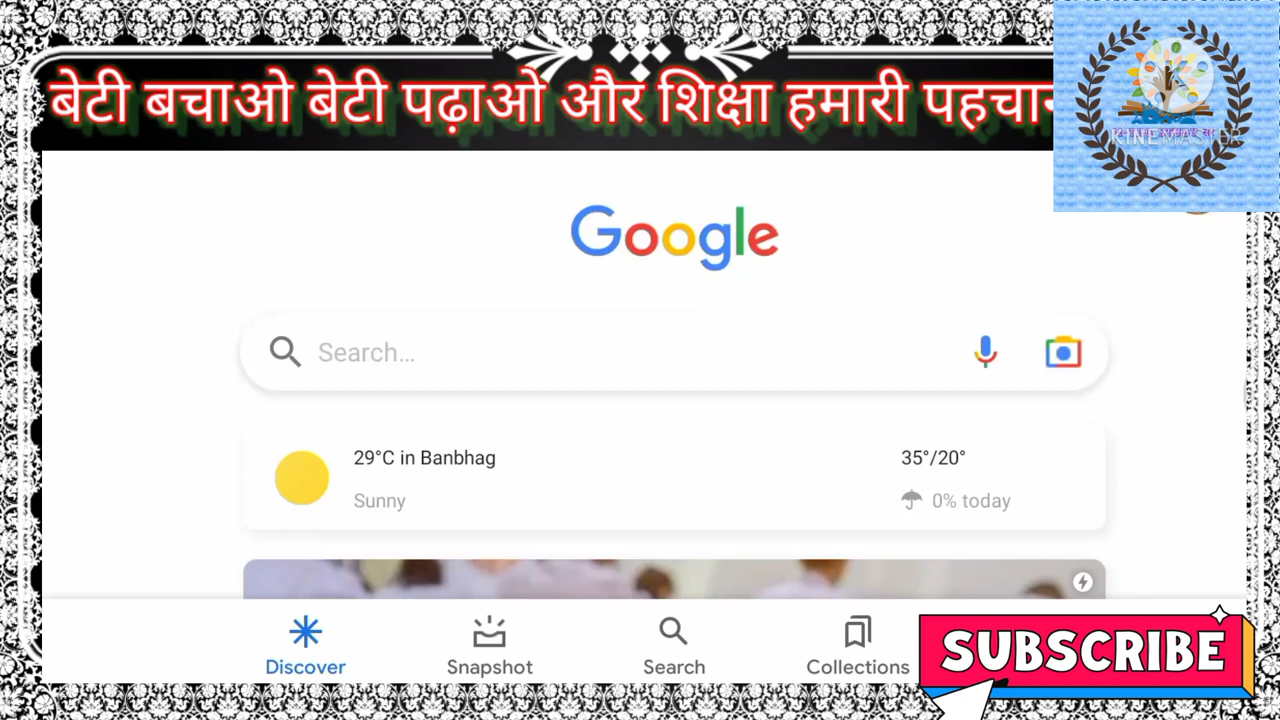 बेटी बचाओ बेटी पढ़ाओ और शिक्षा हमारी पहचान
KINEMASTER
Google
Search...
29°C in Banbhag
35°/20°
Sunny
0% today
Discover
Snapshot
Search
Collections
SUBSCRIBE